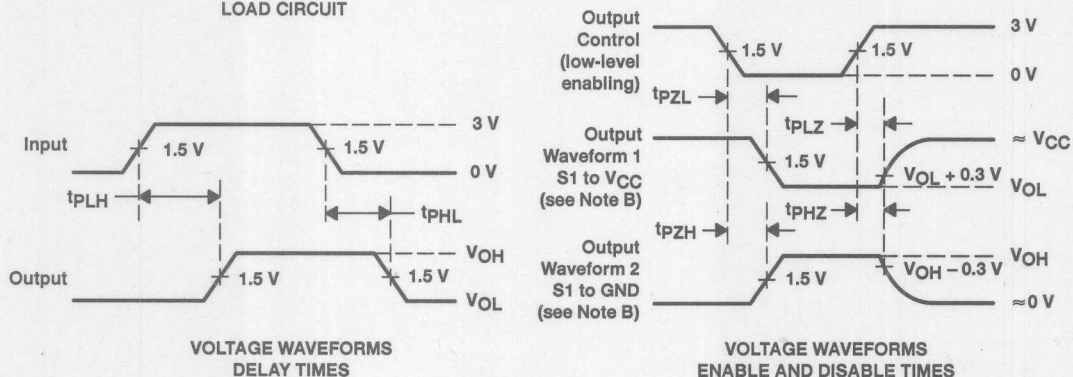 LOAD CIRCUIT
Input
1.5 V
1.5 V
3 V
0 V
tPLH
tPHL
Output
1.5 V
1.5 V
VOH
VOL
VOLTAGE WAVEFORMS
DELAY TIMES
Output
Control
(low-level
enabling)
1.5 V
1.5 V
3 V
0 V
tPZL
tPLZ
Output
Waveform 1
S1 to VCC
(see Note B)
1.5 V
≈ VCC
VOL + 0.3 V
VOL
tPHZ
tPZH
Output
Waveform 2
S1 to GND
(see Note B)
1.5 V
VOH
VOH – 0.3 V
≈ 0 V
VOLTAGE WAVEFORMS
ENABLE AND DISABLE TIMES